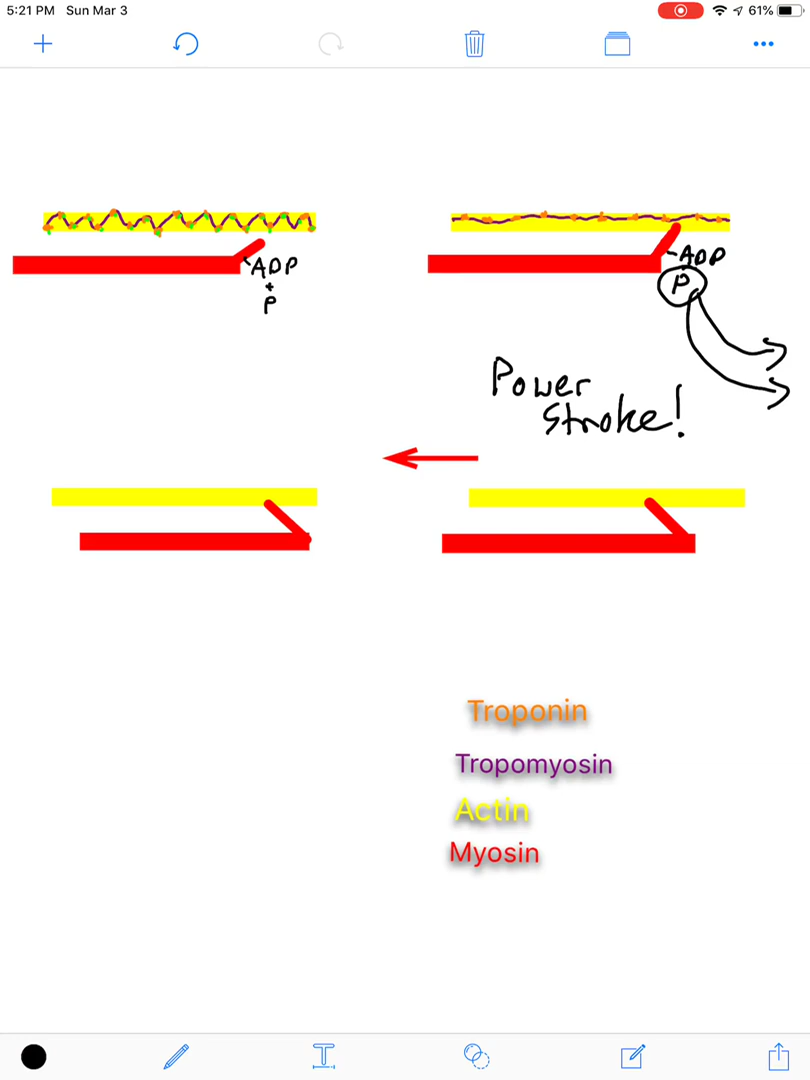 5:21 PM Sun Mar 3
61%
ADP
+
P
ADP
P
Power
Stroke!
Troponin
Tropomyosin
Actin
Myosin
T